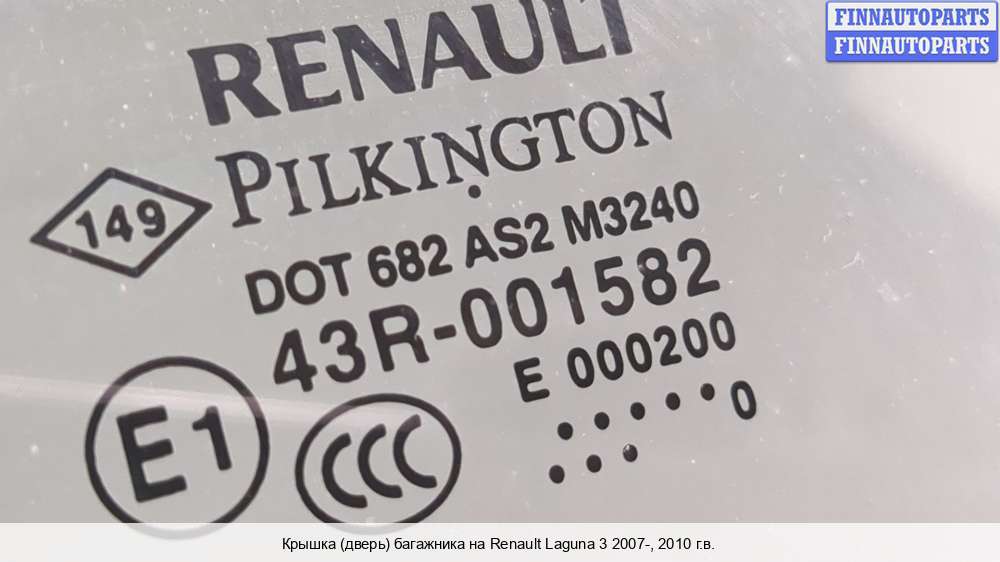 FINNAUTOPARTS
FINNAUTOPARTS
RENAULT
PILKINGTON
149
DOT 682 AS2 M3240
43R-001582
E 000200
E1
CCC
..... 0
...
Крышка (дверь) багажника на Renault Laguna 3 2007-, 2010 г.в.